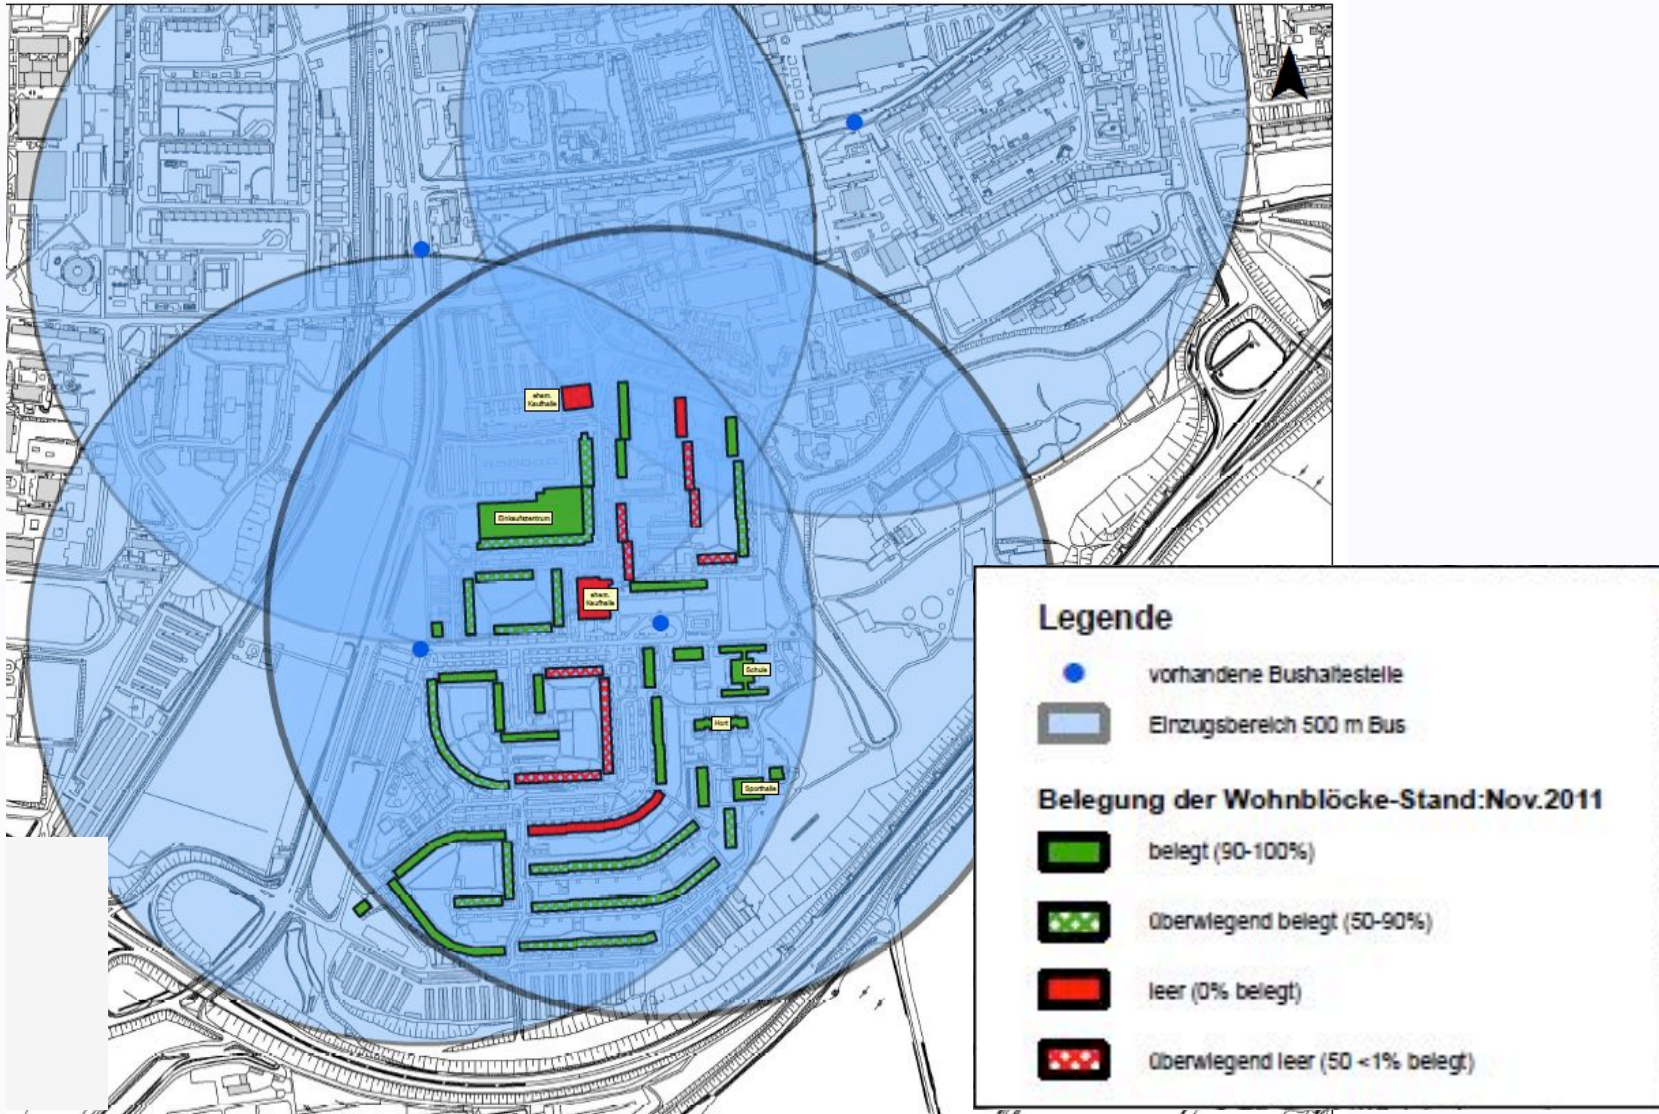 ehem.
Kaufhalle
Einkaufszentrum
ehem.
Kaufhalle
Schule
Hort
Sporthalle
Legende
vorhandene Bushaltestelle
Einzugsbereich 500 m Bus
Belegung der Wohnblöcke-Stand:Nov.2011
belegt (90-100%)
überwiegend belegt (50-90%)
leer (0% belegt)
überwiegend leer (50 <1% belegt)